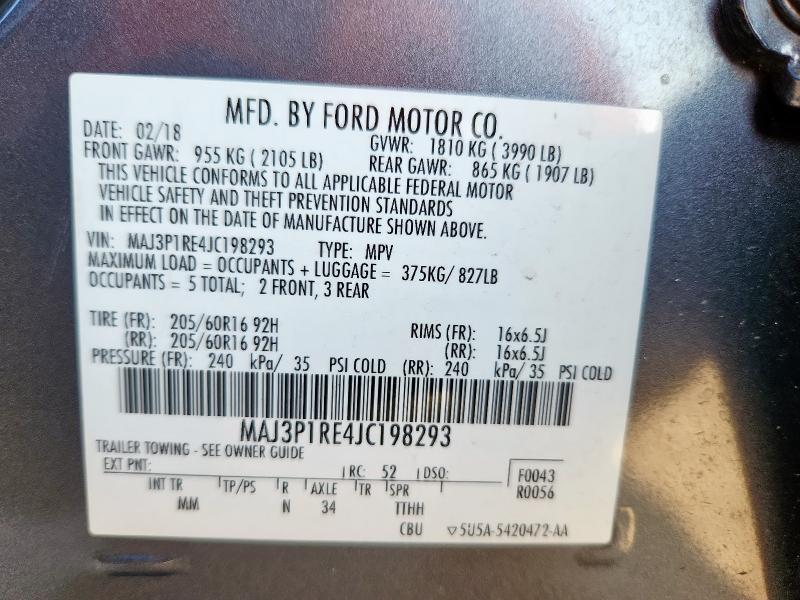 MFD. BY FORD MOTOR CO.
DATE: 02/18 GVWR: 1810 KG ( 3990 LB)
FRONT GAWR: 955 KG ( 2105 LB) REAR GAWR: 865 KG ( 1907 LB)
THIS VEHICLE CONFORMS TO ALL APPLICABLE FEDERAL MOTOR
VEHICLE SAFETY AND THEFT PREVENTION STANDARDS
IN EFFECT ON THE DATE OF MANUFACTURE SHOWN ABOVE.
VIN: MAJ3P1RE4JC198293 TYPE: MPV
MAXIMUM LOAD = OCCUPANTS + LUGGAGE = 375KG/ 827LB
OCCUPANTS = 5 TOTAL; 2 FRONT, 3 REAR
TIRE (FR): 205/60R16 92H RIMS (FR): 16x6.5J
(RR): 205/60R16 92H (RR): 16x6.5J
PRESSURE (FR): 240 kPa/ 35 PSI COLD (RR): 240 kPa/ 35 PSI COLD
MAJ3P1RE4JC198293
TRAILER TOWING - SEE OWNER GUIDE
EXT PNT: RC: 52 DSO: F0043
R0056
INT TR TP/PS R AXLE TR SPR
MM N 34 TTHH
CBU ▽5U5A-5420472-AA